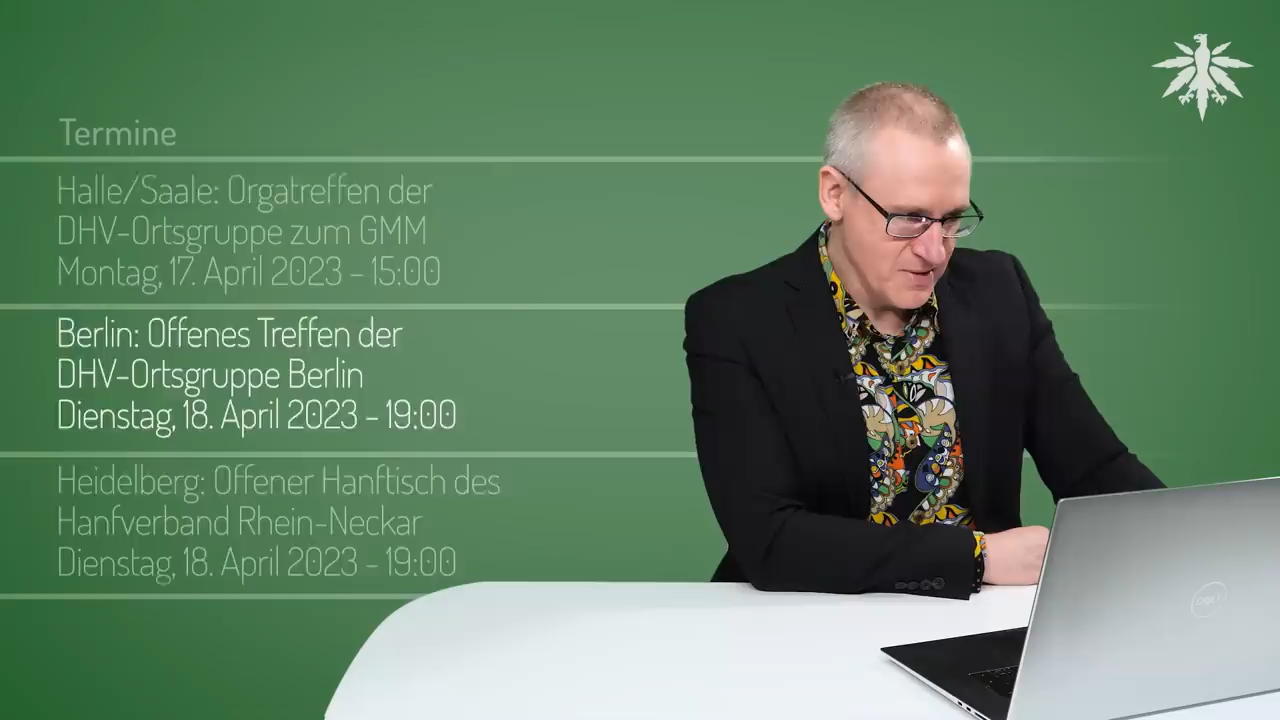 Termine
Halle/Saale: Orgatreffen der
DHV-Ortsgruppe zum GMM
Montag, 17. April 2023 – 15:00
Berlin: Offenes Treffen der
DHV-Ortsgruppe Berlin
Dienstag, 18. April 2023 – 19:00
Heidelberg: Offener Hanftisch des
Hanfverband Rhein-Neckar
Dienstag, 18. April 2023 – 19:00
DELL